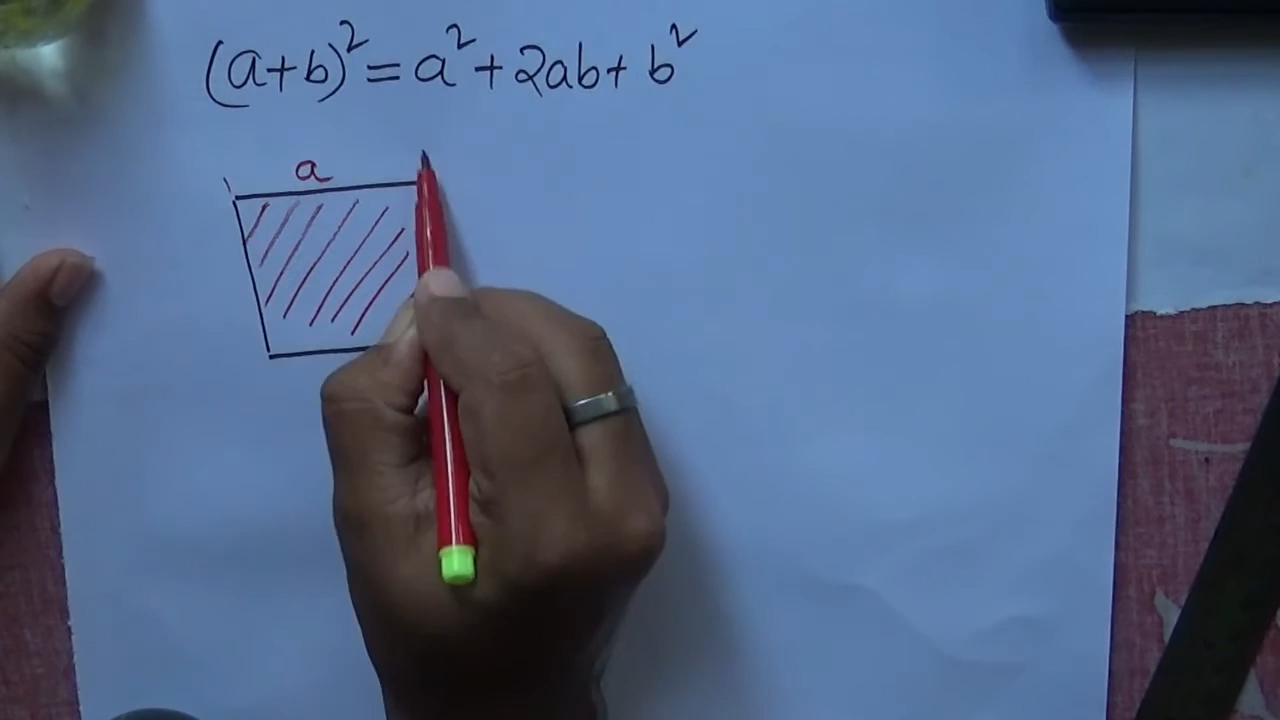 (a+b)² = a² + 2ab + b²
a